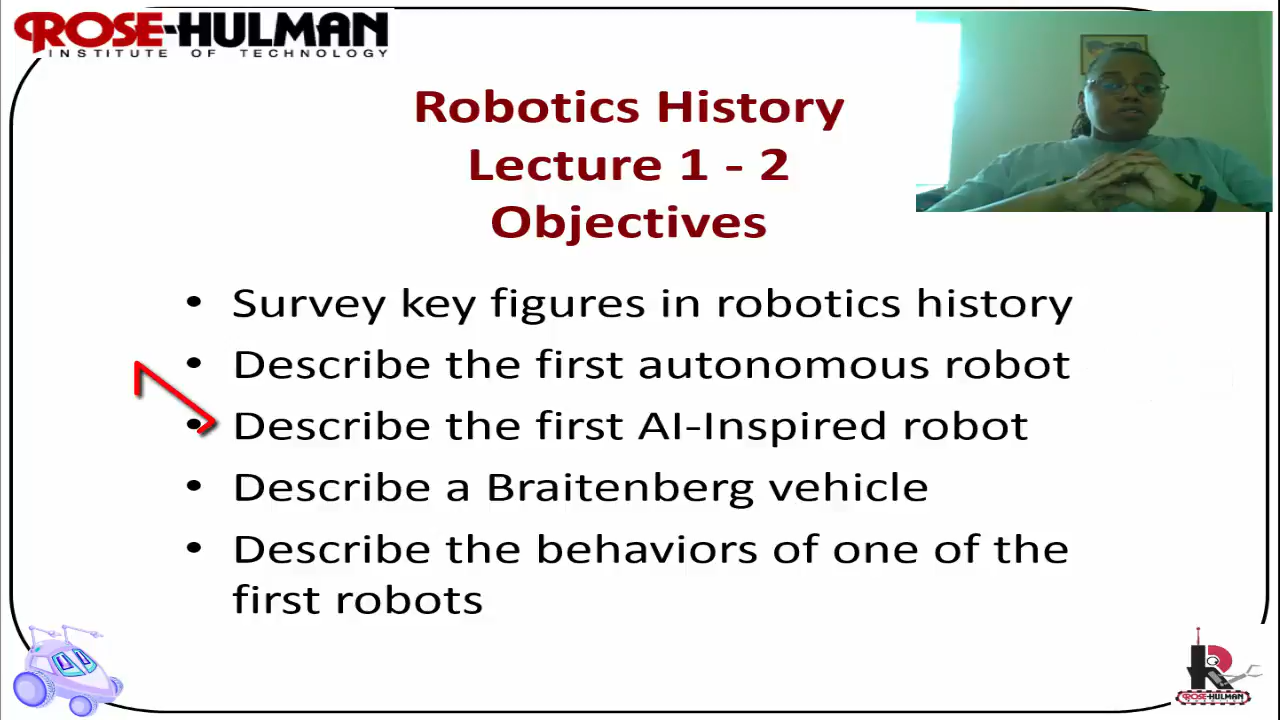 ROSE-HULMAN
INSTITUTE OF TECHNOLOGY
Robotics History
Lecture 1 - 2
Objectives
• Survey key figures in robotics history
• Describe the first autonomous robot
• Describe the first AI-Inspired robot
• Describe a Braitenberg vehicle
• Describe the behaviors of one of the
first robots
R
ROSE-HULMAN